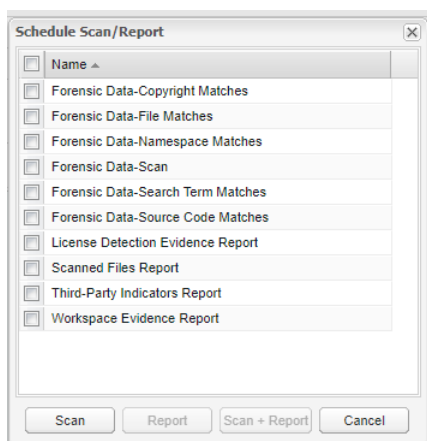 Schedule Scan/Report
Name
Forensic Data-Copyright Matches
Forensic Data-File Matches
Forensic Data-Namespace Matches
Forensic Data-Scan
Forensic Data-Search Term Matches
Forensic Data-Source Code Matches
License Detection Evidence Report
Scanned Files Report
Third-Party Indicators Report
Workspace Evidence Report
Scan Report Scan + Report Cancel